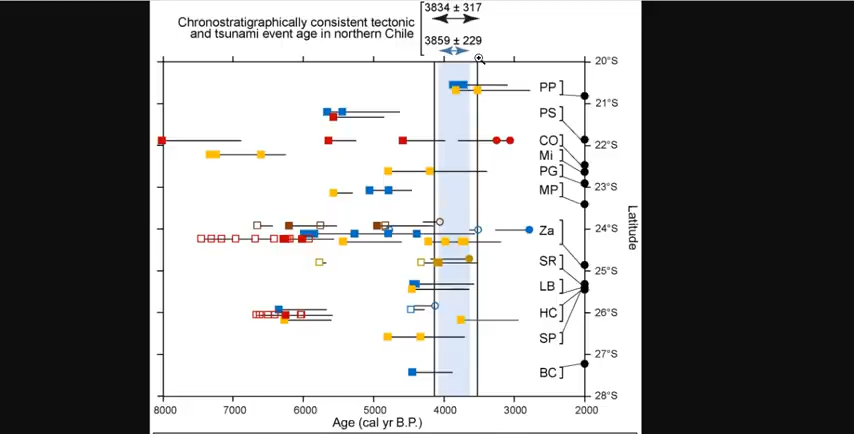 3834 ± 317
Chronostratigraphically consistent tectonic
and tsunami event age in northern Chile
3859 ± 229
20°S
PP
21°S
PS
CO
22°S
Mi
PG
23°S
MP
Latitude
Za
24°S
SR
25°S
LB
HC
26°S
SP
27°S
BC
28°S
8000 7000 6000 5000 4000 3000 2000
Age (cal yr B.P.)